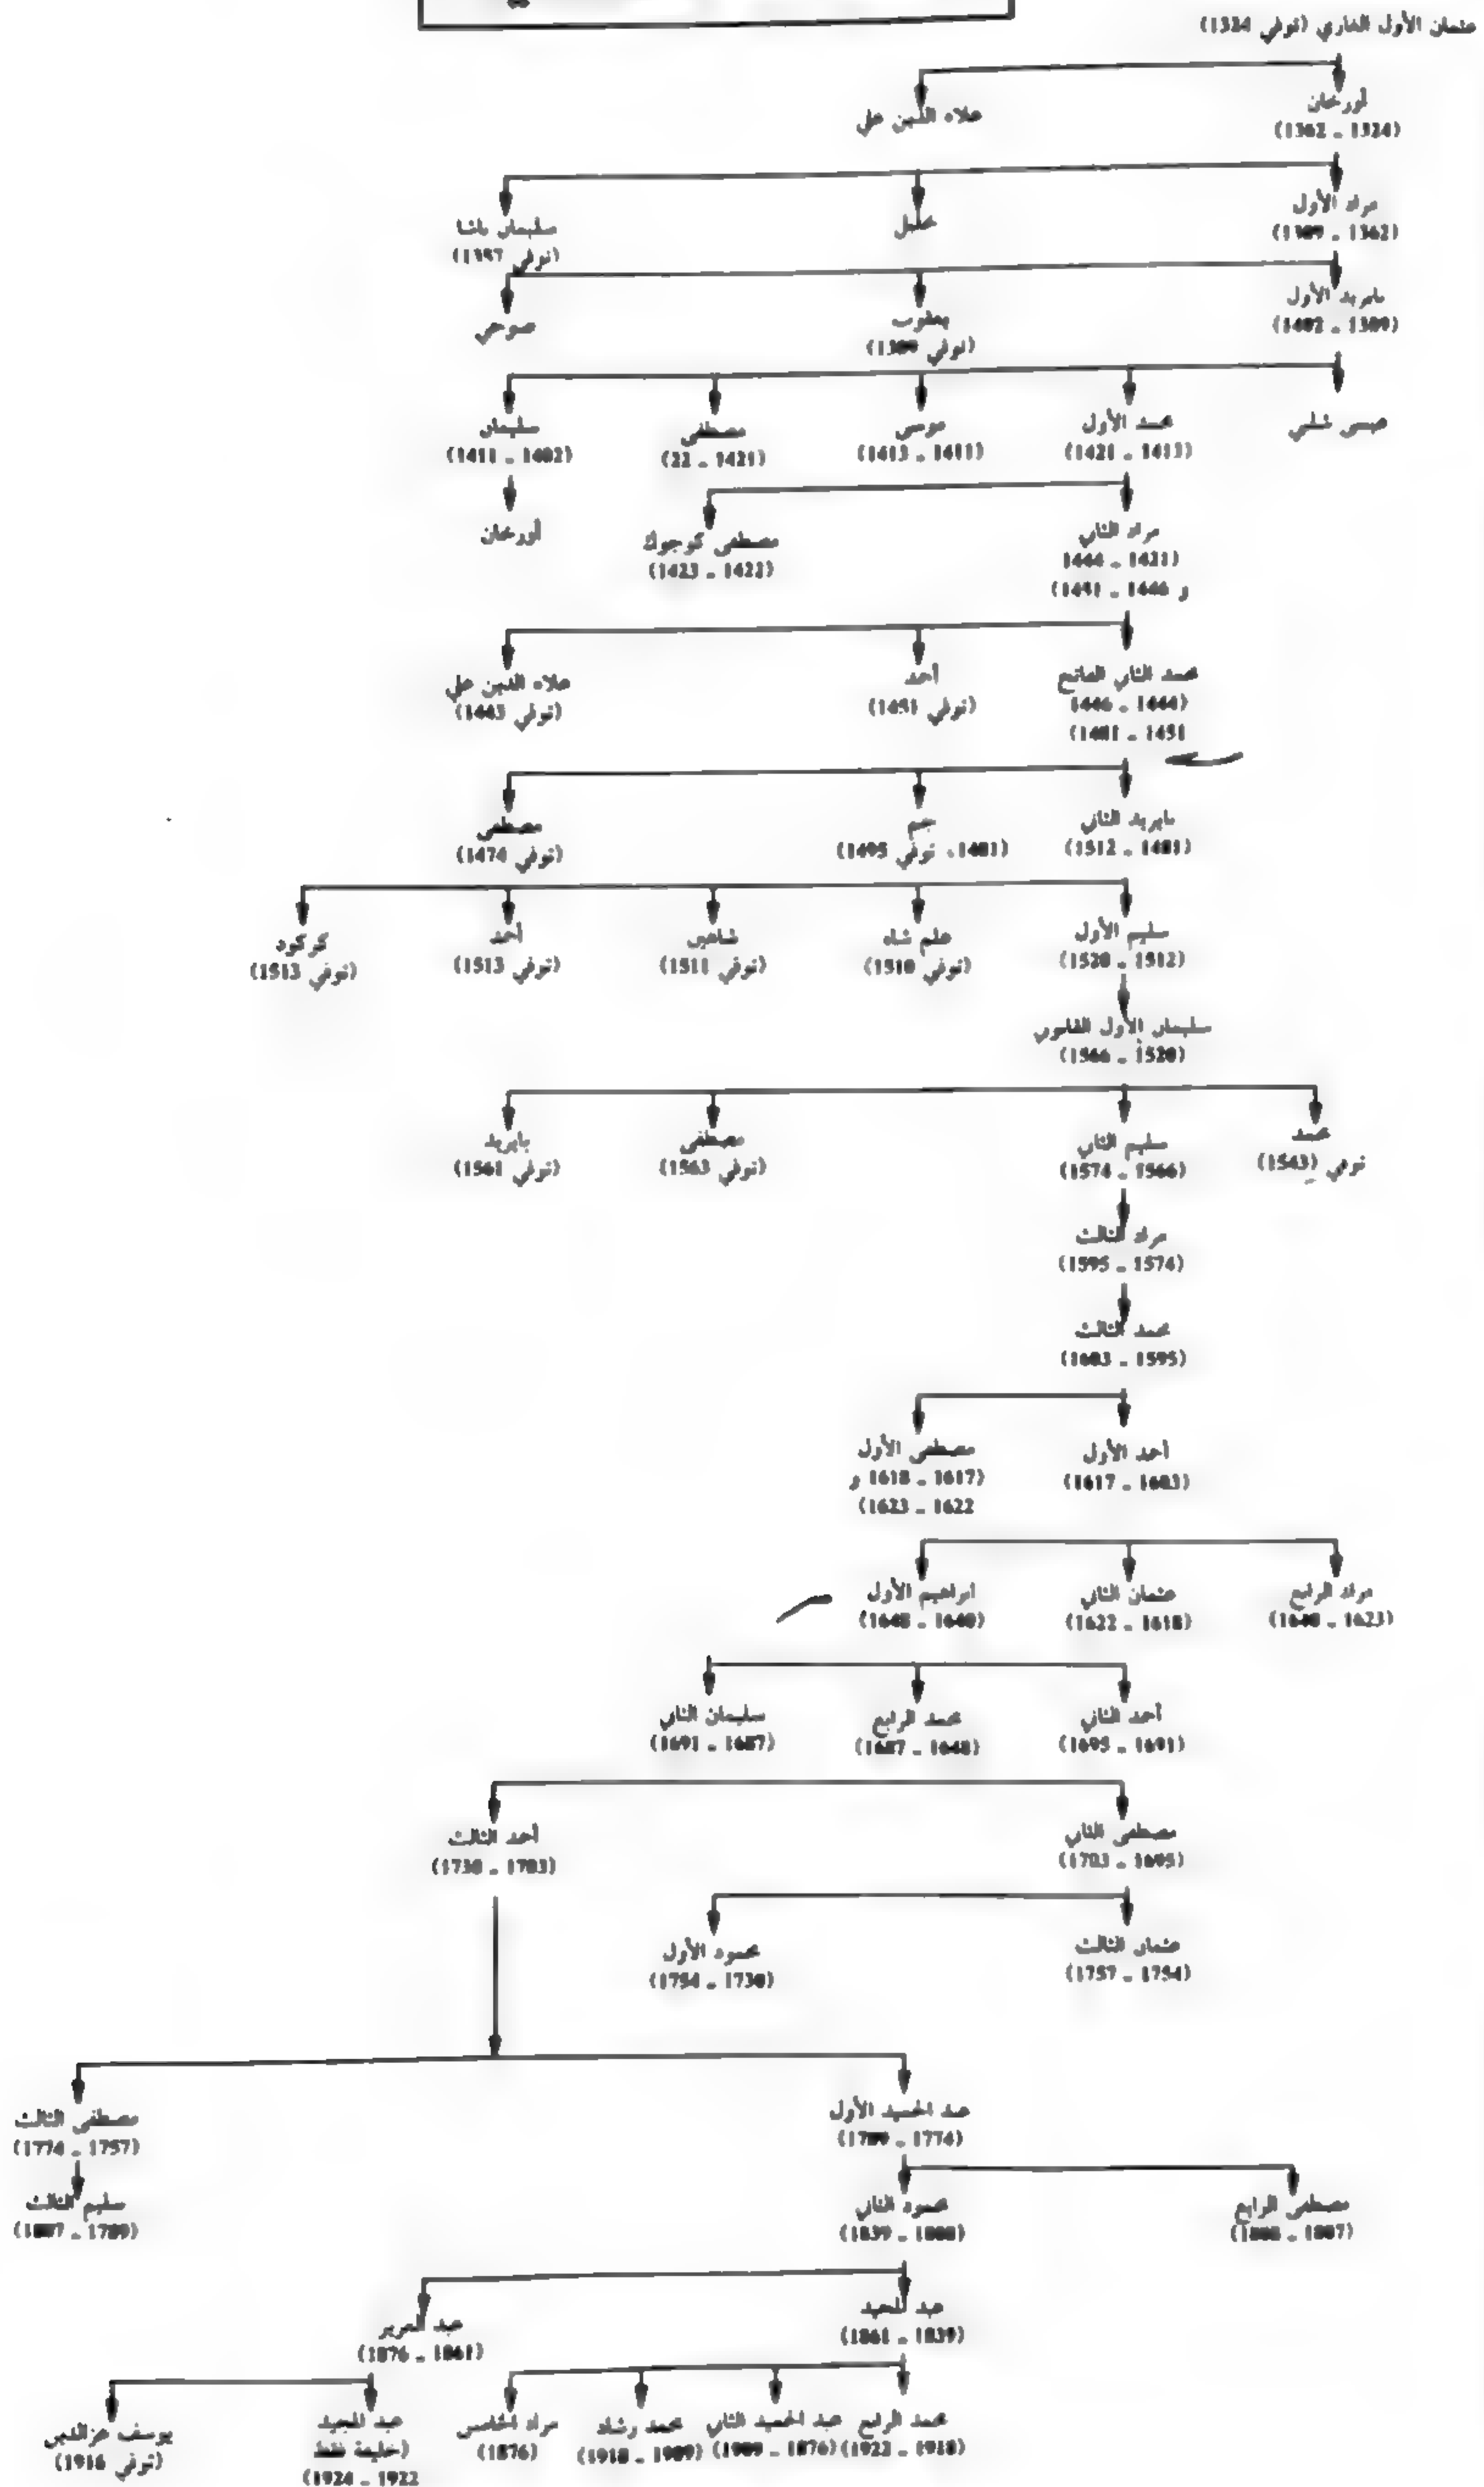 عثمان الأول الغازي (توفي 1324)
أورخان
(1324 ـ 1362)
علاء الدين علي
مراد الأول
(1362 ـ 1389)
خليل
سليمان باشا
(توفي 1357)
بايزيد الأول
(1389 ـ 1402)
يعقوب
(توفي 1389)
صوجي
عيسى شلبي
محمد الأول
(1413 ـ 1421)
موسى
(1411 ـ 1413)
مصطفى
(1421 ـ 22)
سليمان
(1402 ـ 1411)
مراد الثاني
(1421 ـ 1444
و 1446 ـ 1451)
مصطفى كوجوك
(1422 ـ 1423)
أورخان
محمد الثاني الفاتح
(1444 ـ 1446
1451 ـ 1481)
أحمد
(توفي 1451)
علاء الدين علي
(توفي 1443)
بايزيد الثاني
(1481 ـ 1512)
جم
(1481، توفي 1495)
مصطفى
(توفي 1474)
سليم الأول
(1512 ـ 1520)
علم شاه
(توفي 1510)
شاهين
(توفي 1511)
أحمد
(توفي 1513)
كركود
(توفي 1513)
سليمان الأول القانوني
(1520 ـ 1566)
محمد
توفي (1543)
سليم الثاني
(1566 ـ 1574)
مصطفى
(توفي 1563)
بايزيد
(توفي 1561)
مراد الثالث
(1574 ـ 1595)
محمد الثالث
(1595 ـ 1603)
أحمد الأول
(1603 ـ 1617)
مصطفى الأول
(1617 ـ 1618 و
1622 ـ 1623)
مراد الرابع
(1623 ـ 1640)
عثمان الثاني
(1618 ـ 1622)
ابراهيم الأول
(1640 ـ 1648)
أحمد الثاني
(1691 ـ 1695)
محمد الرابع
(1648 ـ 1687)
سليمان الثاني
(1687 ـ 1691)
مصطفى الثاني
(1695 ـ 1703)
أحمد الثالث
(1703 ـ 1730)
عثمان الثالث
(1754 ـ 1757)
محمود الأول
(1730 ـ 1754)
عبد الحميد الأول
(1774 ـ 1789)
مصطفى الثالث
(1757 ـ 1774)
مصطفى الرابع
(1807 ـ 1808)
محمود الثاني
(1808 ـ 1839)
سليم الثالث
(1789 ـ 1807)
عبد المجيد
(1839 ـ 1861)
عبد العزيز
(1861 ـ 1876)
محمد الرابع
(1918 ـ 1922)
عبد الحميد الثاني
(1876 ـ 1909)
محمد رشاد
(1909 ـ 1918)
مراد الخامس
(1876)
عبد المجيد
(خليفة فقط
1922 ـ 1924)
يوسف عزالدين
(توفي 1916)